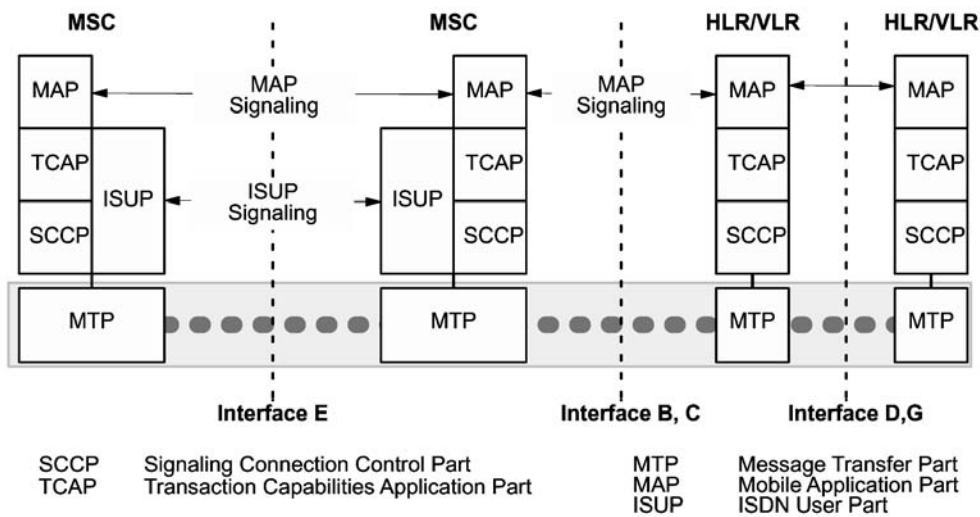 MSC MSC HLR/VLR HLR/VLR
MAP MAP Signaling MAP MAP Signaling MAP MAP
TCAP ISUP ISUP Signaling ISUP TCAP TCAP TCAP
SCCP SCCP SCCP SCCP
MTP MTP MTP MTP
Interface E Interface B, C Interface D,G
SCCP Signaling Connection Control Part
TCAP Transaction Capabilities Application Part
MTP Message Transfer Part
MAP Mobile Application Part
ISUP ISDN User Part